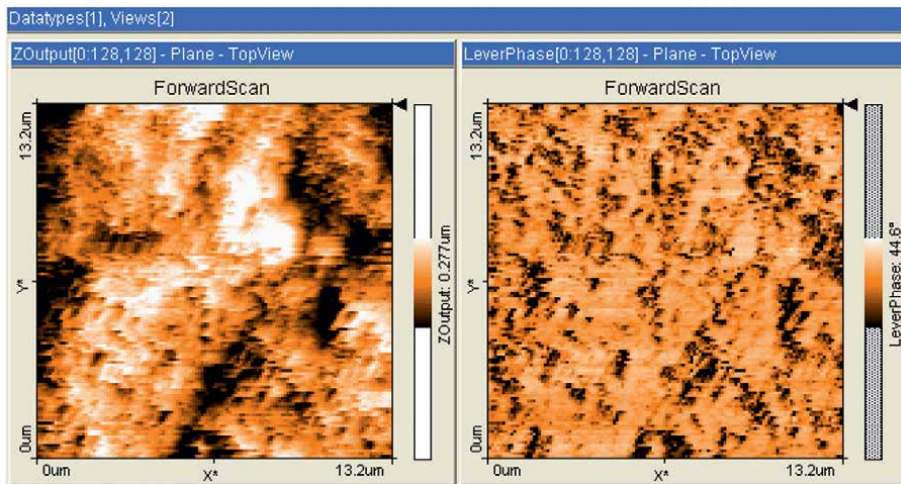 Datatypes[1], Views[2]
ZOutput[0:128,128] - Plane - TopView
ForwardScan
13.2um
Y*
0um
0um
X*
13.2um
ZOutput: 0.277um
LeverPhase[0:128,128] - Plane - TopView
ForwardScan
13.2um
Y*
0um
0um
X*
13.2um
LeverPhase: 44.6°